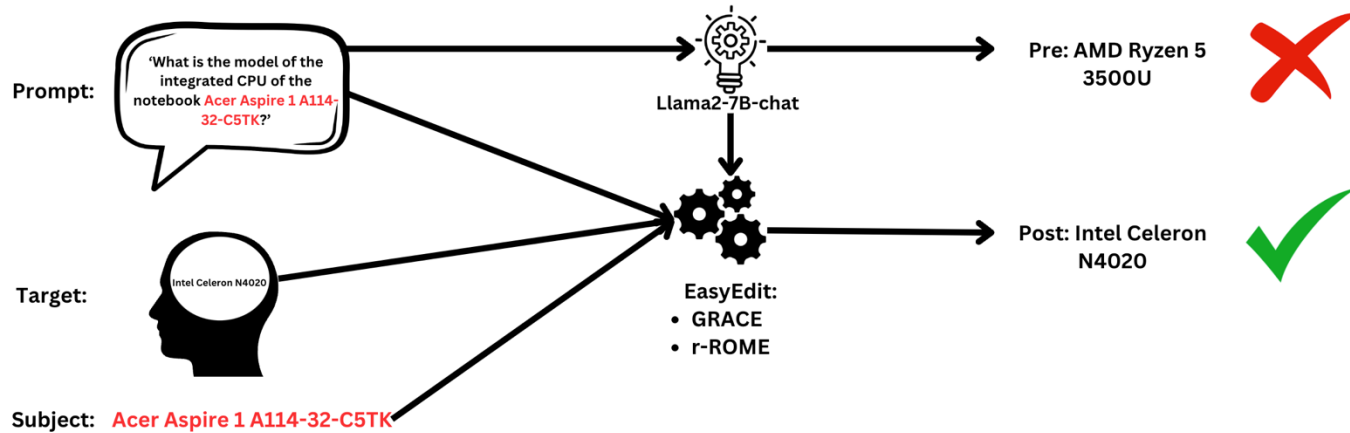 Prompt:
‘What is the model of the
integrated CPU of the
notebook Acer Aspire 1 A114-
32-C5TK?’
Llama2-7B-chat
Pre: AMD Ryzen 5
3500U
Target:
Intel Celeron N4020
EasyEdit:
• GRACE
• r-ROME
Post: Intel Celeron
N4020
Subject: Acer Aspire 1 A114-32-C5TK